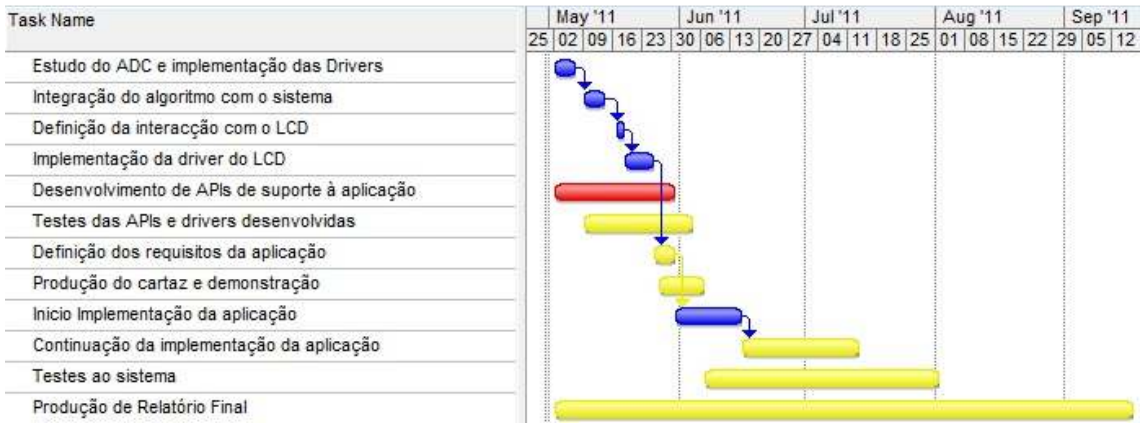 Task Name May '11 Jun '11 Jul '11 Aug '11 Sep '11
25 02 09 16 23 30 06 13 20 27 04 11 18 25 01 08 15 22 29 05 12
Estudo do ADC e implementação das Drivers
Integração do algoritmo com o sistema
Definição da interacção com o LCD
Implementação da driver do LCD
Desenvolvimento de APIs de suporte à aplicação
Testes das APIs e drivers desenvolvidas
Definição dos requisitos da aplicação
Produção do cartaz e demonstração
Inicio Implementação da aplicação
Continuação da implementação da aplicação
Testes ao sistema
Produção de Relatório Final